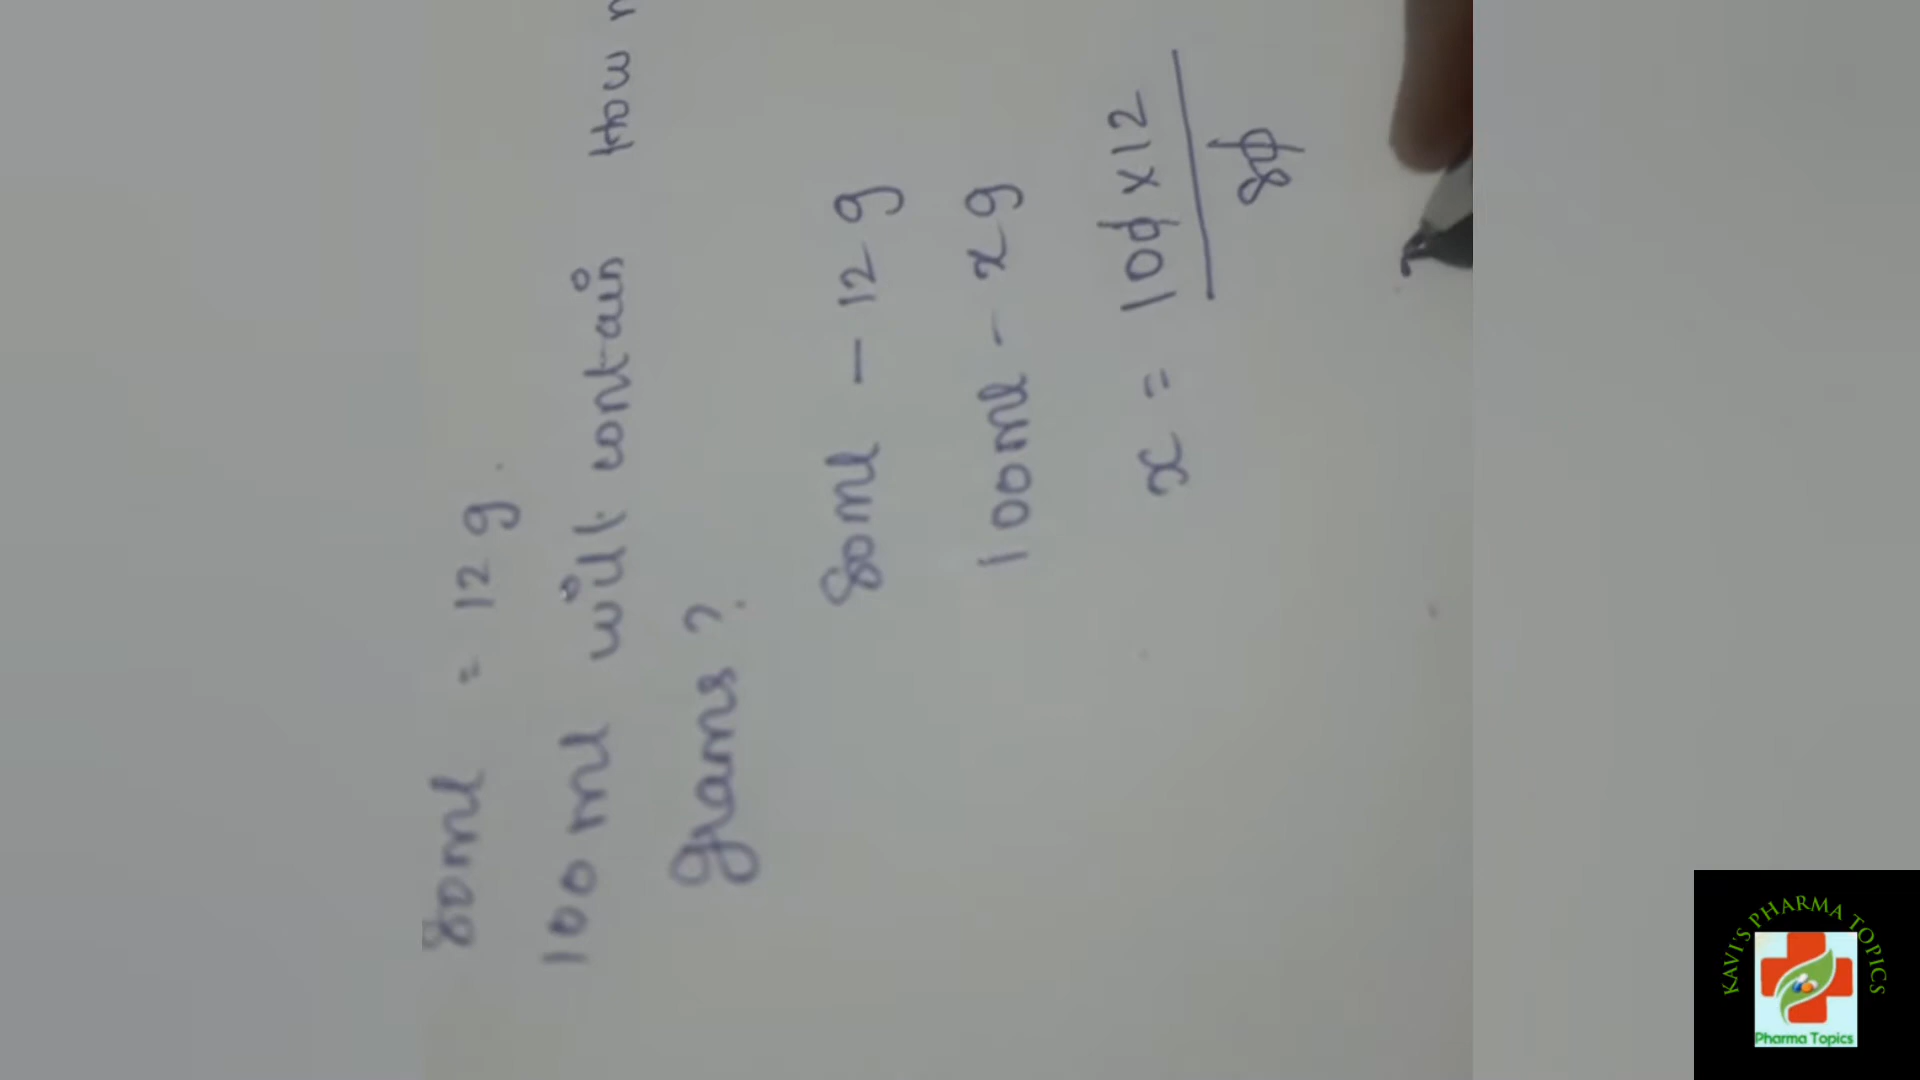 80ml = 12 g.
100 ml will contain How
grams ?
80ml - 12 g
100ml - x g
x = 100 x 12
80
KAVI'S PHARMA TOPICS
Pharma Topics